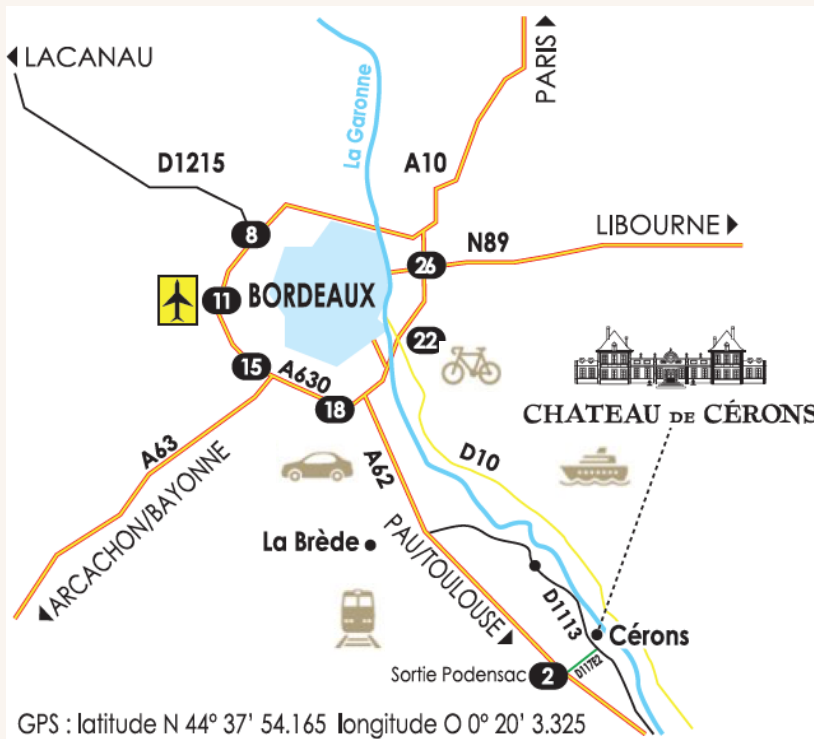 LACANAU
PARIS
La Garonne
D1215
A10
LIBOURNE
8
N89
26
11
BORDEAUX
22
15
A630
18
CHATEAU DE CÉRONS
A63
A62
D10
ARCACHON/BAYONNE
La Brède
PAU/TOULOUSE
D1113
Cérons
Sortie Podensac
2
D117E2
GPS : latitude N 44° 37' 54.165 longitude O 0° 20' 3.325